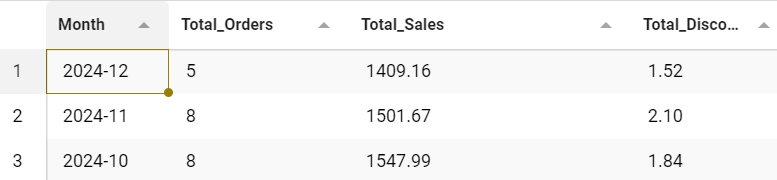 Month Total_Orders Total_Sales Total_Disco...
1 2024-12 5 1409.16 1.52
2 2024-11 8 1501.67 2.10
3 2024-10 8 1547.99 1.84